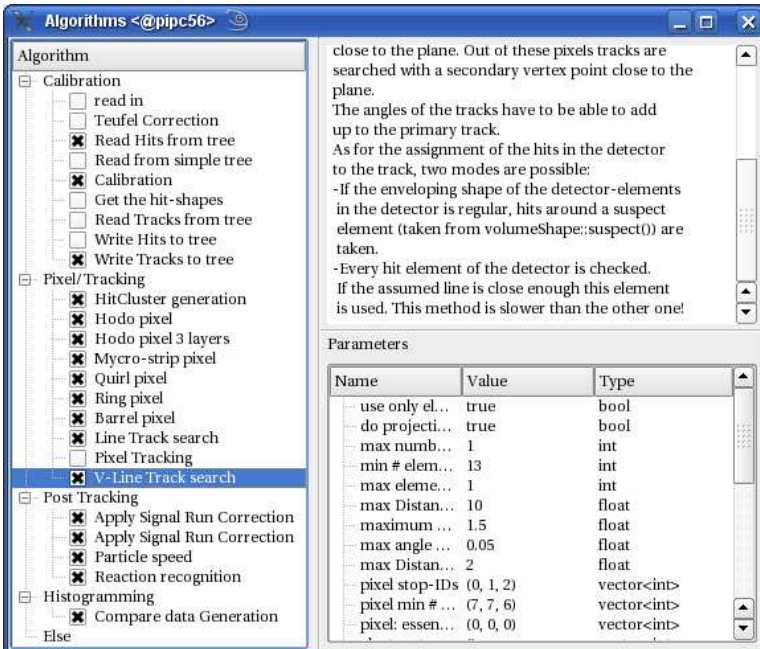 Algorithms <@pipc56>
Algorithm
Calibration
read in
Teufel Correction
Read Hits from tree
Read from simple tree
Calibration
Get the hit-shapes
Read Tracks from tree
Write Hits to tree
Write Tracks to tree
Pixel/Tracking
HitCluster generation
Hodo pixel
Hodo pixel 3 layers
Mycro-strip pixel
Quirl pixel
Ring pixel
Barrel pixel
Line Track search
Pixel Tracking
V-Line Track search
Post Tracking
Apply Signal Run Correction
Apply Signal Run Correction
Particle speed
Reaction recognition
Histogramming
Compare data Generation
Else
close to the plane. Out of these pixels tracks are
searched with a secondary vertex point close to the
plane.
The angles of the tracks have to be able to add
up to the primary track.
As for the assignment of the hits in the detector
to the track, two modes are possible:
-If the enveloping shape of the detector-elements
in the detector is regular, hits around a suspect
element (taken from volumeShape::suspect()) are
taken.
-Every hit element of the detector is checked.
If the assumed line is close enough this element
is used. This method is slower than the other one!
Parameters
Name Value Type
use only el... true bool
do projecti... true bool
max numb... 1 int
min # elem... 13 int
max eleme... 1 int
max Distan... 10 float
maximum ... 1.5 float
max angle ... 0.05 float
max Distan... 2 float
pixel stop-IDs (0, 1, 2) vector<int>
pixel min # ... (7, 7, 6) vector<int>
pixel: essen... (0, 0, 0) vector<int>